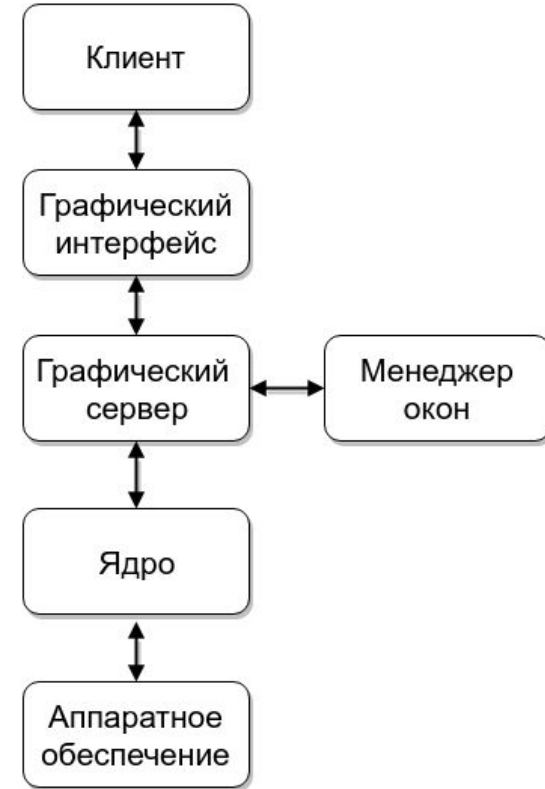 Клиент
Графический
интерфейс
Графический
сервер
Менеджер
окон
Ядро
Аппаратное
обеспечение